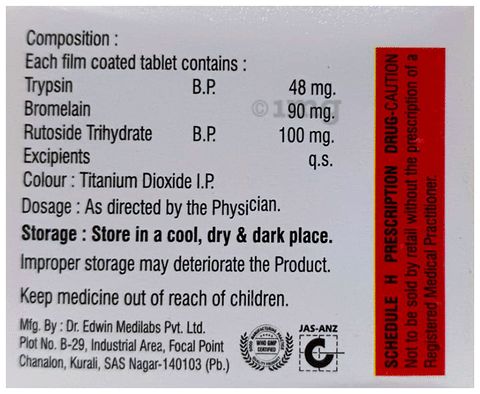 Composition :
Each film coated tablet contains :
Trypsin B.P. 48 mg.
Bromelain 90 mg.
Rutoside Trihydrate B.P. 100 mg.
Excipients q.s.
Colour : Titanium Dioxide I.P.
Dosage : As directed by the Physician.
Storage : Store in a cool, dry & dark place.
Improper storage may deteriorate the Product.
Keep medicine out of reach of children.
Mfg. By : Dr. Edwin Medilabs Pvt. Ltd.
Plot No. B-29, Industrial Area, Focal Point
Chanalon, Kurali, SAS Nagar-140103 (Pb.)
WHO GMP
CERTIFIED
JAS-ANZ
SCHEDULE H PRESCRIPTION DRUG-CAUTION
Not to be sold by retail without the prescription of a
Registered Medical Practitioner.
1mg